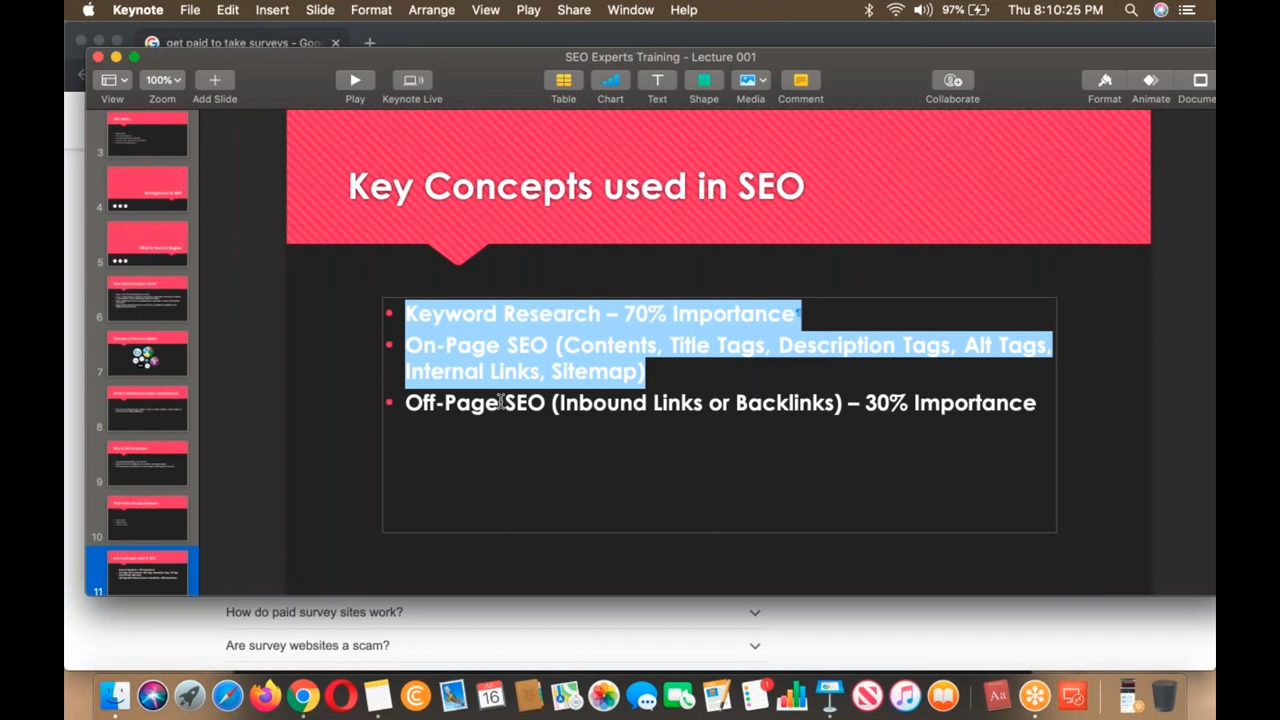 Keynote File Edit Insert Slide Format Arrange View Play Share Window Help 97% Thu 8:10:25 PM
get paid to take surveys - Goo
SEO Experts Training - Lecture 001
100%
View Zoom Add Slide Play Keynote Live Table Chart Text Shape Media Comment Collaborate Format Animate Docume
Key Concepts used in SEO
Keyword Research – 70% Importance
On-Page SEO (Contents, Title Tags, Description Tags, Alt Tags,
Internal Links, Sitemap)
Off-Page SEO (Inbound Links or Backlinks) – 30% Importance
3
4
5
6
7
8
9
10
11
How do paid survey sites work?
Are survey websites a scam?
16
1
Aa